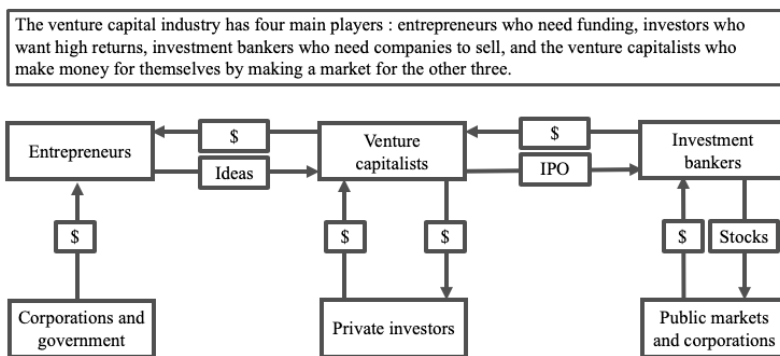 The venture capital industry has four main players : entrepreneurs who need funding, investors who
want high returns, investment bankers who need companies to sell, and the venture capitalists who
make money for themselves by making a market for the other three.
Entrepreneurs
$
Ideas
Venture
capitalists
$
IPO
Investment
bankers
$
$
$
$
Stocks
Corporations and
government
Private investors
Public markets
and corporations